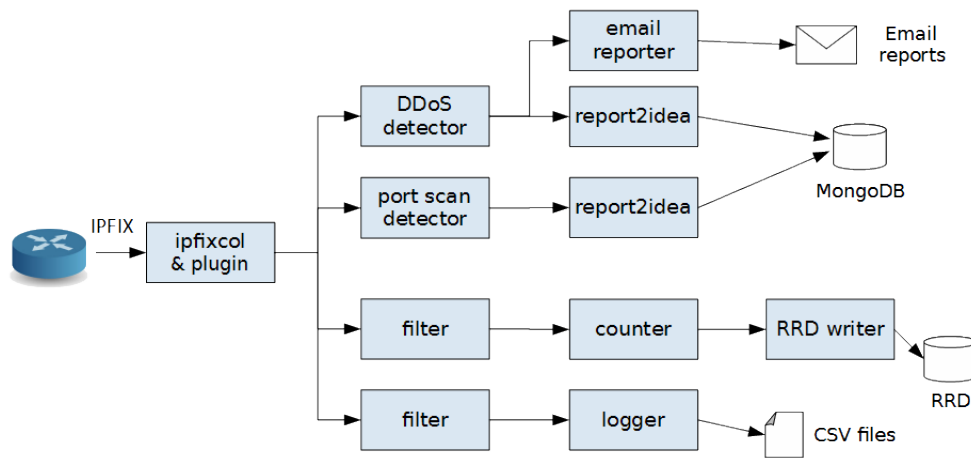 email
reporter
Email
reports
DDoS
detector
report2idea
MongoDB
port scan
detector
report2idea
IPFIX
ipfixcol
& plugin
filter
counter
RRD writer
RRD
filter
logger
CSV files